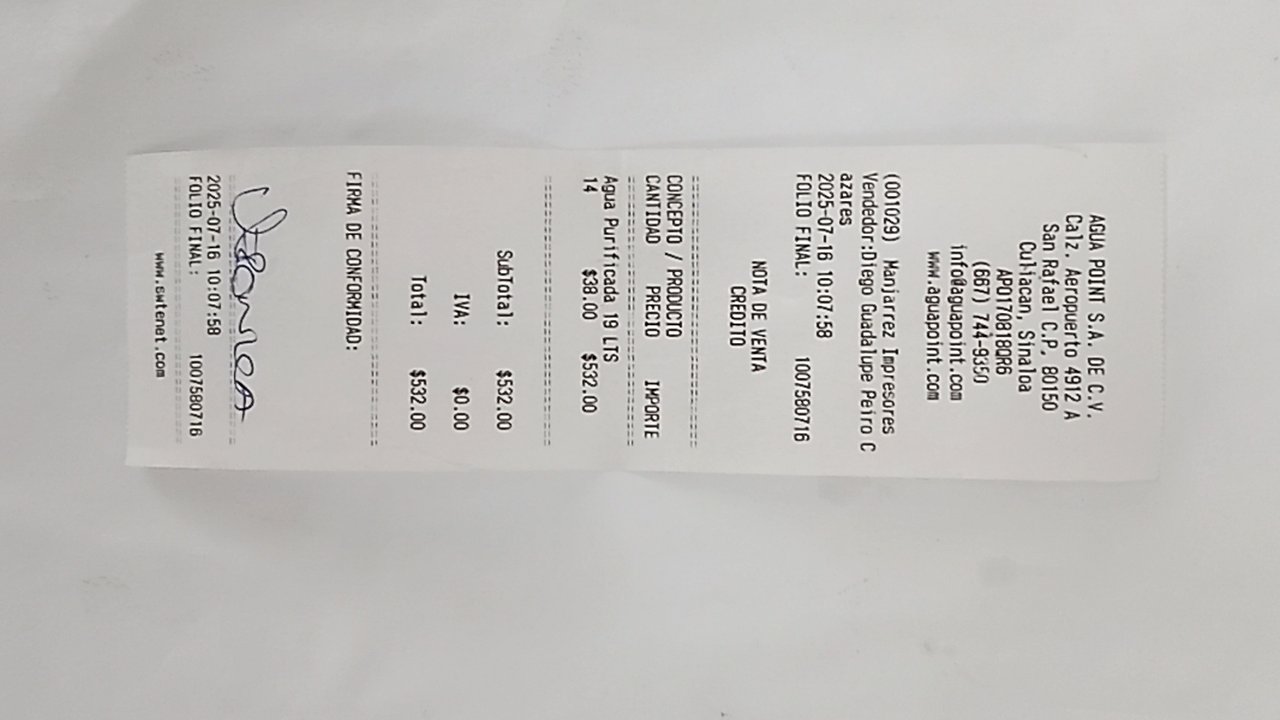 AGUA POINT S.A. DE C.V.
Calz. Aeropuerto 4912 A
San Rafael C.P. 80150
Culiacan, Sinaloa
APO170818QR6
(667) 744-9350
info@aguapoint.com
www.aguapoint.com
(001029) Manjarrez Impresores
Vendedor:Diego Guadalupe Peiro C
azares
2025-07-16 10:07:58
FOLIO FINAL: 1007580716
NOTA DE VENTA
CREDITO
================================
CONCEPTO / PRODUCTO
CANTIDAD PRECIO IMPORTE
================================
Agua Purificada 19 LTS
14 $38.00 $532.00
================================
SubTotal: $532.00
IVA: $0.00
Total: $532.00
================================
FIRMA DE CONFORMIDAD:
================================
2025-07-16 10:07:58
FOLIO FINAL: 1007580716
================================
www.swtenet.com